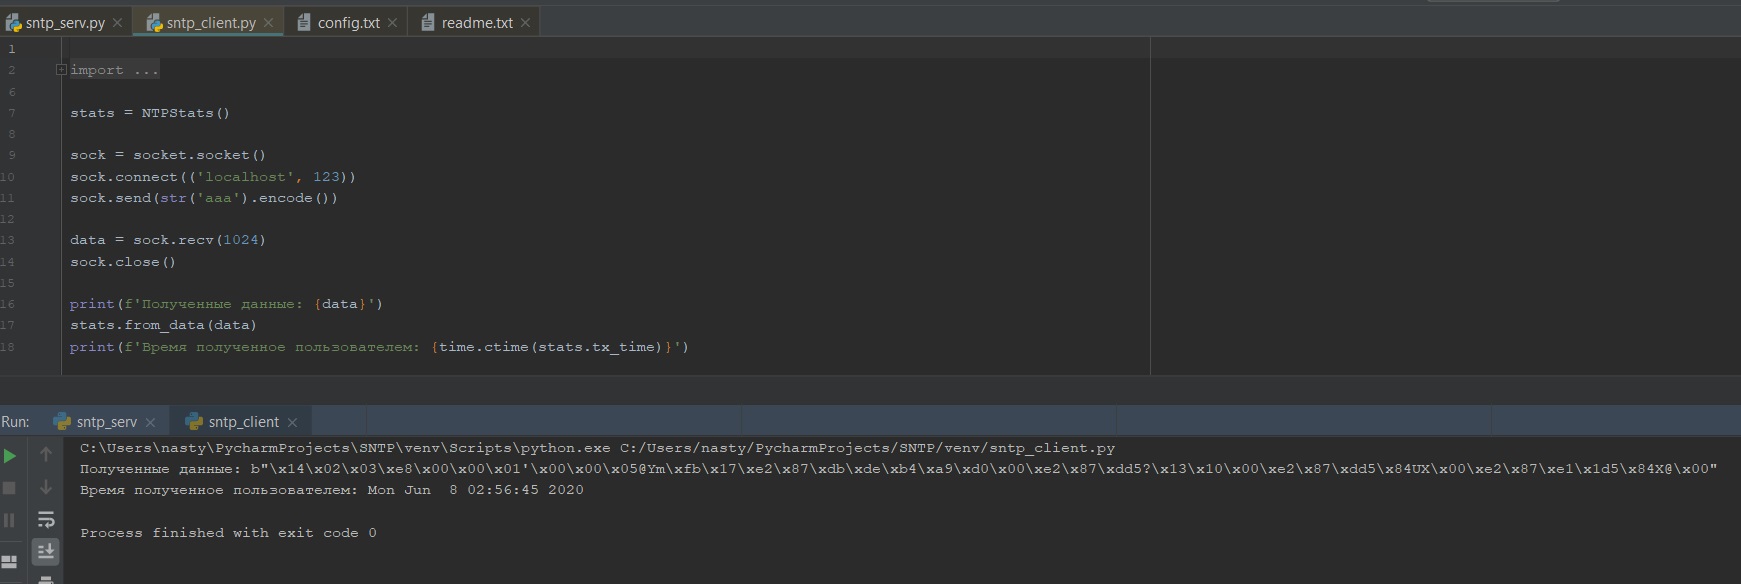 sntp_serv.py sntp_client.py config.txt readme.txt
1
2 import ...
6
7 stats = NTPStats()
8
9 sock = socket.socket()
10 sock.connect(('localhost', 123))
11 sock.send(str('aaa').encode())
12
13 data = sock.recv(1024)
14 sock.close()
15
16 print(f'Полученные данные: {data}')
17 stats.from_data(data)
18 print(f'Время полученное пользователем: {time.ctime(stats.tx_time)}')
Run: sntp_serv sntp_client
C:\Users\nasty\PycharmProjects\SNTP\venv\Scripts\python.exe C:/Users/nasty/PycharmProjects/SNTP/venv/sntp_client.py
Полученные данные: b"\x14\x02\x03\xe8\x00\x00\x01'\x00\x00\x05@Ym\xfb\x17\xe2\x87\xdb\xde\xb4\xa9\xd0\x00\xe2\x87\xdd5?\x13\x10\x00\xe2\x87\xdd5\x84UX\x00\xe2\x87\xe1\x1d5\x84X@\x00"
Время полученное пользователем: Mon Jun  8 02:56:45 2020
Process finished with exit code 0